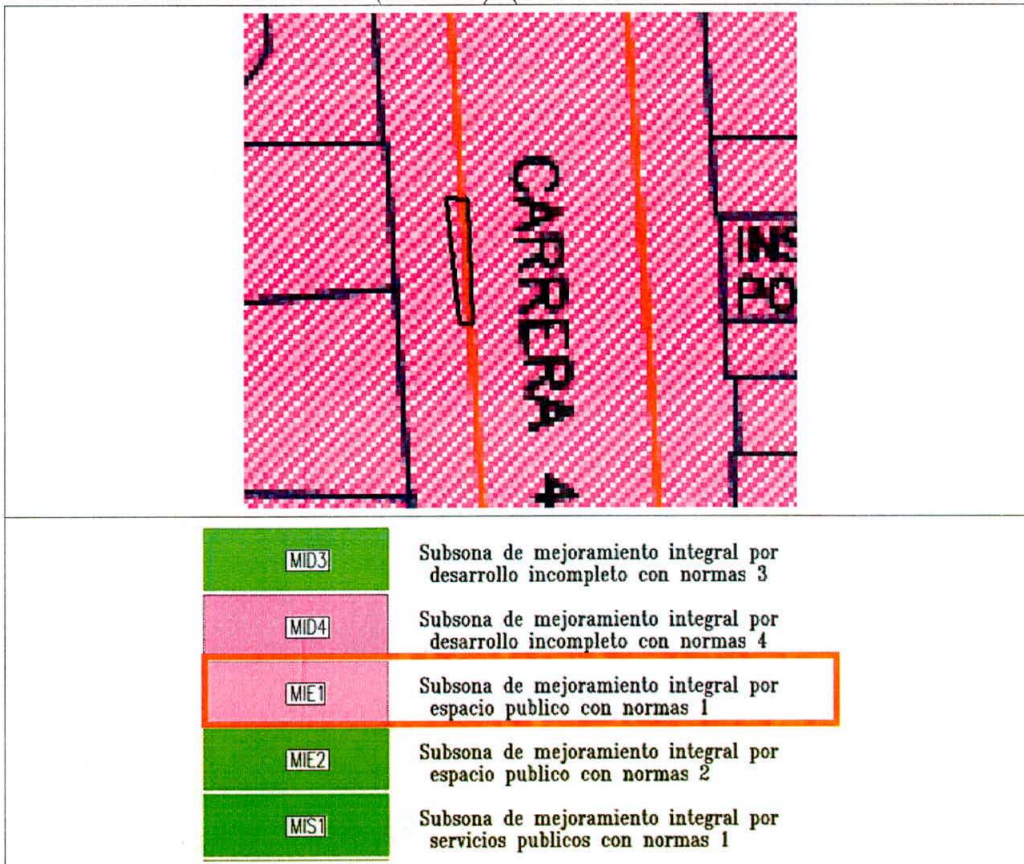 CARRERA 4
INS
PO
MID3
Subsona de mejoramiento integral por
desarrollo incompleto con normas 3
MID4
Subsona de mejoramiento integral por
desarrollo incompleto con normas 4
MIE1
Subsona de mejoramiento integral por
espacio publico con normas 1
MIE2
Subsona de mejoramiento integral por
espacio publico con normas 2
MIS1
Subsona de mejoramiento integral por
servicios publicos con normas 1